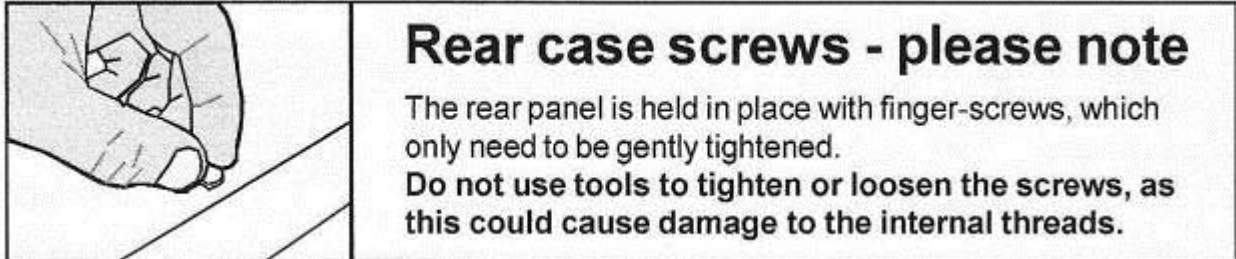 Rear case screws - please note
The rear panel is held in place with finger-screws, which
only need to be gently tightened.
Do not use tools to tighten or loosen the screws, as
this could cause damage to the internal threads.